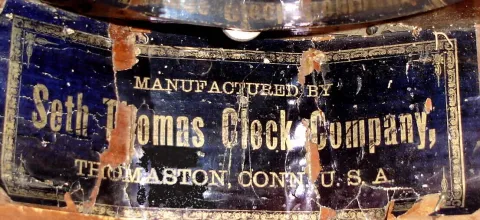 MANUFACTURED BY
Seth Thomas Clock Company,
THOMASTON, CONN. U. S. A.